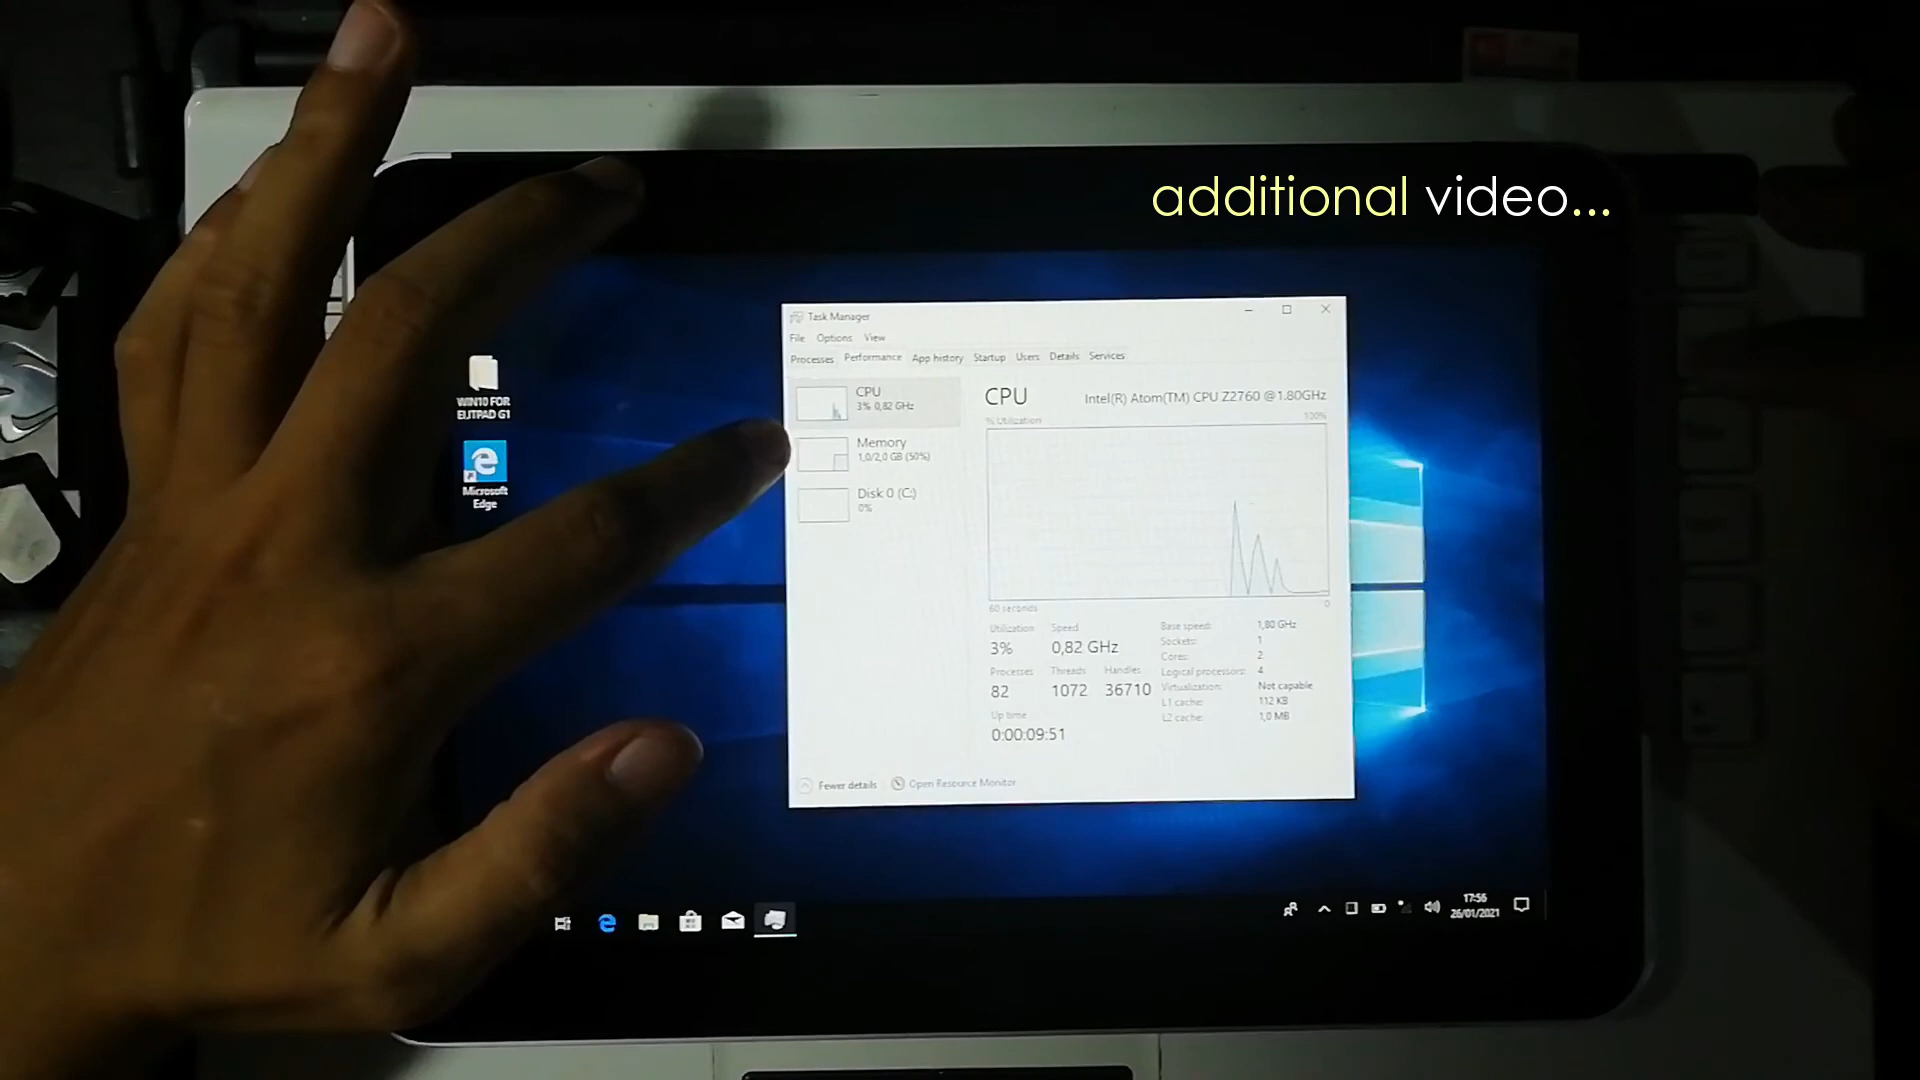 additional video...
Task Manager
File Options View
Processes Performance App history Startup Users Details Services
CPU
3% 0,82 GHz
Memory
1,0/2,0 GB (50%)
Disk 0 (C:)
0%
CPU Intel(R) Atom(TM) CPU Z2760 @ 1.80GHz
% Utilization 100%
60 seconds 0
Utilization Speed
3% 0,82 GHz
Processes Threads Handles
82 1072 36710
Up time
0:00:09:51
Base speed: 1,80 GHz
Sockets: 1
Cores: 2
Logical processors: 4
Virtualization: Not capable
L1 cache: 112 KB
L2 cache: 1,0 MB
Fewer details Open Resource Monitor
WIN10 FOR
ELITPAD G1
Microsoft
Edge
17:56
26/01/2021